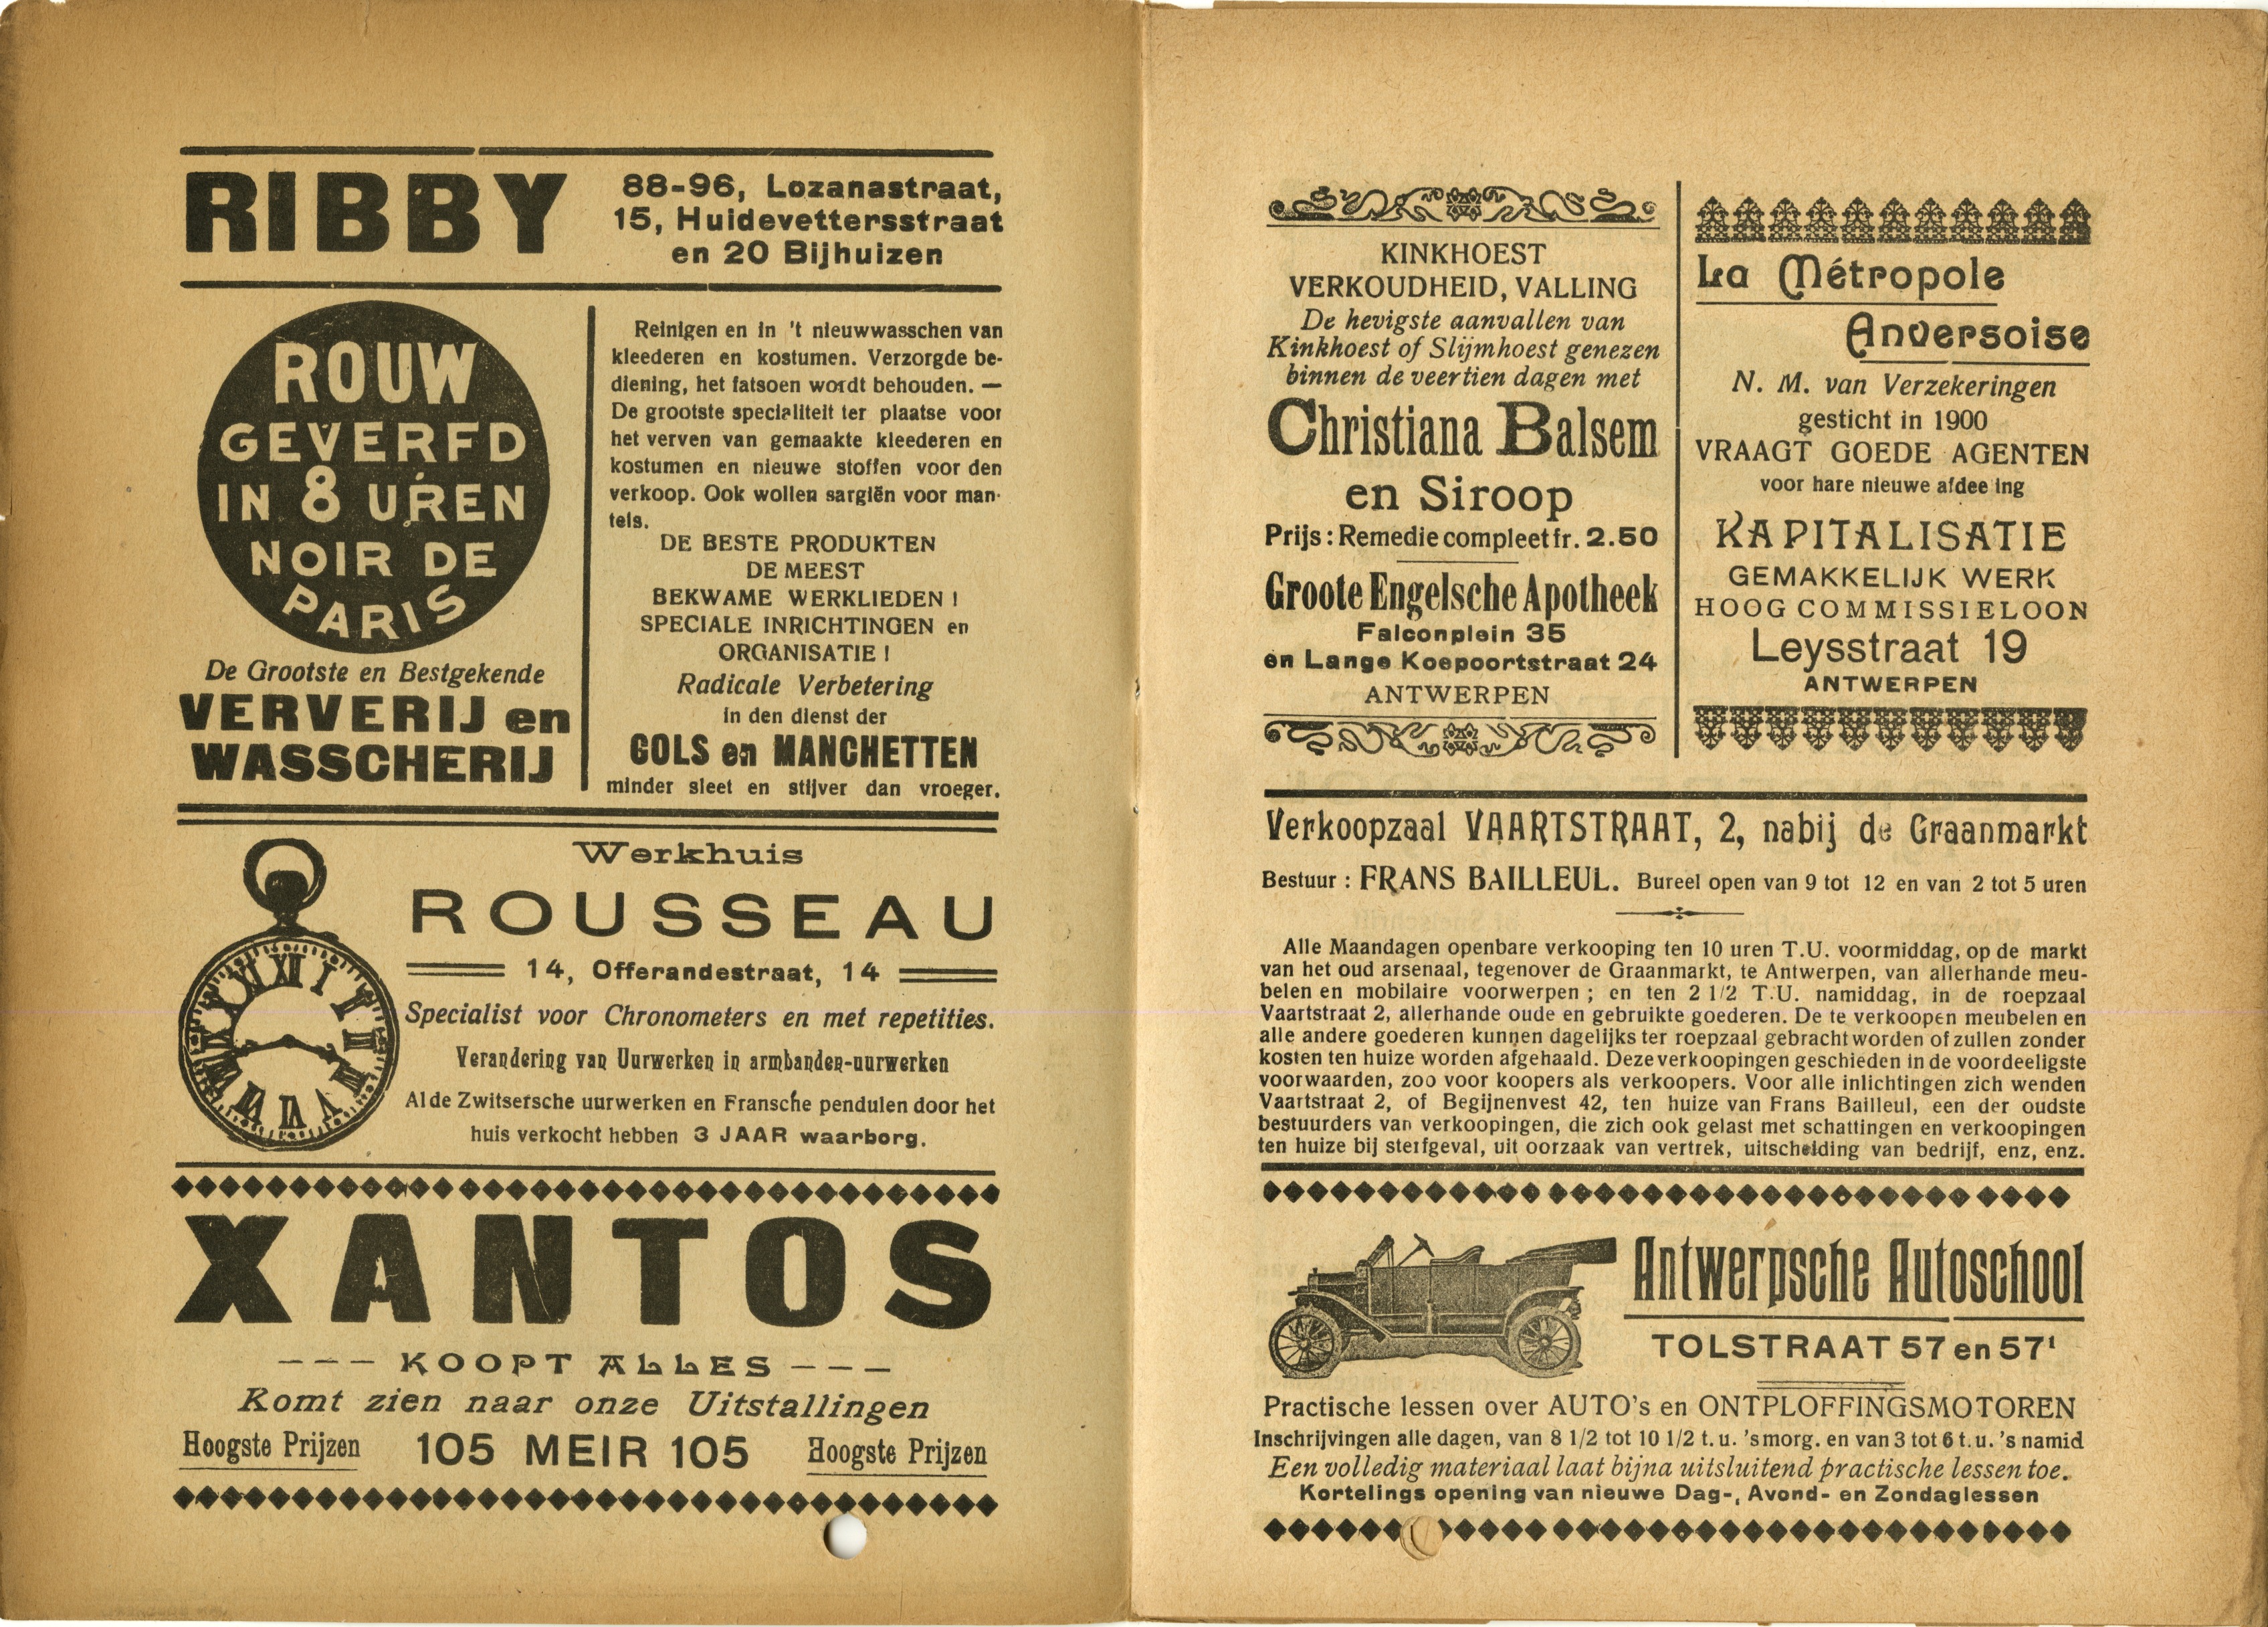 RIBBY
88-96, Lozanastraat,
15, Huidevettersstraat
en 20 Bijhuizen
ROUW
GEVERFD
IN 8 UREN
NOIR DE
PARIS
De Grootste en Bestgekende
VERVERIJ en
WASSCHERIJ
Reinigen en in 't nieuwwasschen van
kleederen en kostumen. Verzorgde be-
diening, het fatsoen wordt behouden. —
De grootste specialiteit ter plaatse voor
het verven van gemaakte kleederen en
kostumen en nieuwe stoffen voor den
verkoop. Ook wollen sargiën voor man-
tels.
DE BESTE PRODUKTEN
DE MEEST
BEKWAME WERKLIEDEN !
SPECIALE INRICHTINGEN en
ORGANISATIE !
Radicale Verbetering
in den dienst der
COLS en MANCHETTEN
minder sleet en stijver dan vroeger.
Werkhuis
ROUSSEAU
14, Offerandestraat, 14
Specialist voor Chronometers en met repetities.
Verandering van Uurwerken in armbanden-uurwerken
Al de Zwitsersche uurwerken en Fransche pendulen door het
huis verkocht hebben 3 JAAR waarborg.
XANTOS
--- KOOPT ALLES ---
Komt zien naar onze Uitstallingen
Hoogste Prijzen 105 MEIR 105 Hoogste Prijzen
KINKHOEST
VERKOUDHEID, VALLING
De hevigste aanvallen van
Kinkhoest of Slijmhoest genezen
binnen de veertien dagen met
Christiana Balsem
en Siroop
Prijs : Remedie compleet fr. 2.50
Groote Engelsche Apotheek
Falconplein 35
en Lange Koepoortstraat 24
ANTWERPEN
La Métropole
Anversoise
N. M. van Verzekeringen
gesticht in 1900
VRAAGT GOEDE AGENTEN
voor hare nieuwe afdee ing
KAPITALISATIE
GEMAKKELIJK WERK
HOOG COMMISSIELOON
Leysstraat 19
ANTWERPEN
Verkoopzaal VAARTSTRAAT, 2, nabij de Graanmarkt
Bestuur : FRANS BAILLEUL. Bureel open van 9 tot 12 en van 2 tot 5 uren
Alle Maandagen openbare verkooping ten 10 uren T.U. voormiddag, op de markt
van het oud arsenaal, tegenover de Graanmarkt, te Antwerpen, van allerhande meu-
belen en mobilaire voorwerpen ; en ten 2 1/2 T.U. namiddag, in de roepzaal
Vaartstraat 2, allerhande oude en gebruikte goederen. De te verkoopen meubelen en
alle andere goederen kunnen dagelijks ter roepzaal gebracht worden of zullen zonder
kosten ten huize worden afgehaald. Deze verkoopingen geschieden in de voordeeligste
voorwaarden, zoo voor koopers als verkoopers. Voor alle inlichtingen zich wenden
Vaartstraat 2, of Begijnenvest 42, ten huize van Frans Bailleul, een der oudste
bestuurders van verkoopingen, die zich ook gelast met schattingen en verkoopingen
ten huize bij sterfgeval, uit oorzaak van vertrek, uitscheiding van bedrijf, enz, enz.
Antwerpsche Autoschool
TOLSTRAAT 57 en 57¹
Practische lessen over AUTO's en ONTPLOFFINGSMOTOREN
Inschrijvingen alle dagen, van 8 1/2 tot 10 1/2 t. u. 's morg. en van 3 tot 6 t. u. 's namid
Een volledig materiaal laat bijna uitsluitend practische lessen toe.
Kortelings opening van nieuwe Dag-, Avond- en Zondaglessen